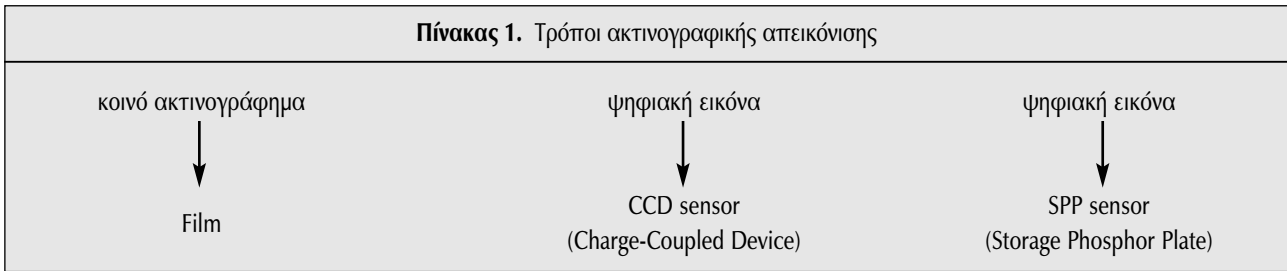 Πίνακας 1. Τρόποι ακτινογραφικής απεικόνισης
κοινό ακτινογράφημα ψηφιακή εικόνα ψηφιακή εικόνα
Film CCD sensor SPP sensor
(Charge-Coupled Device) (Storage Phosphor Plate)